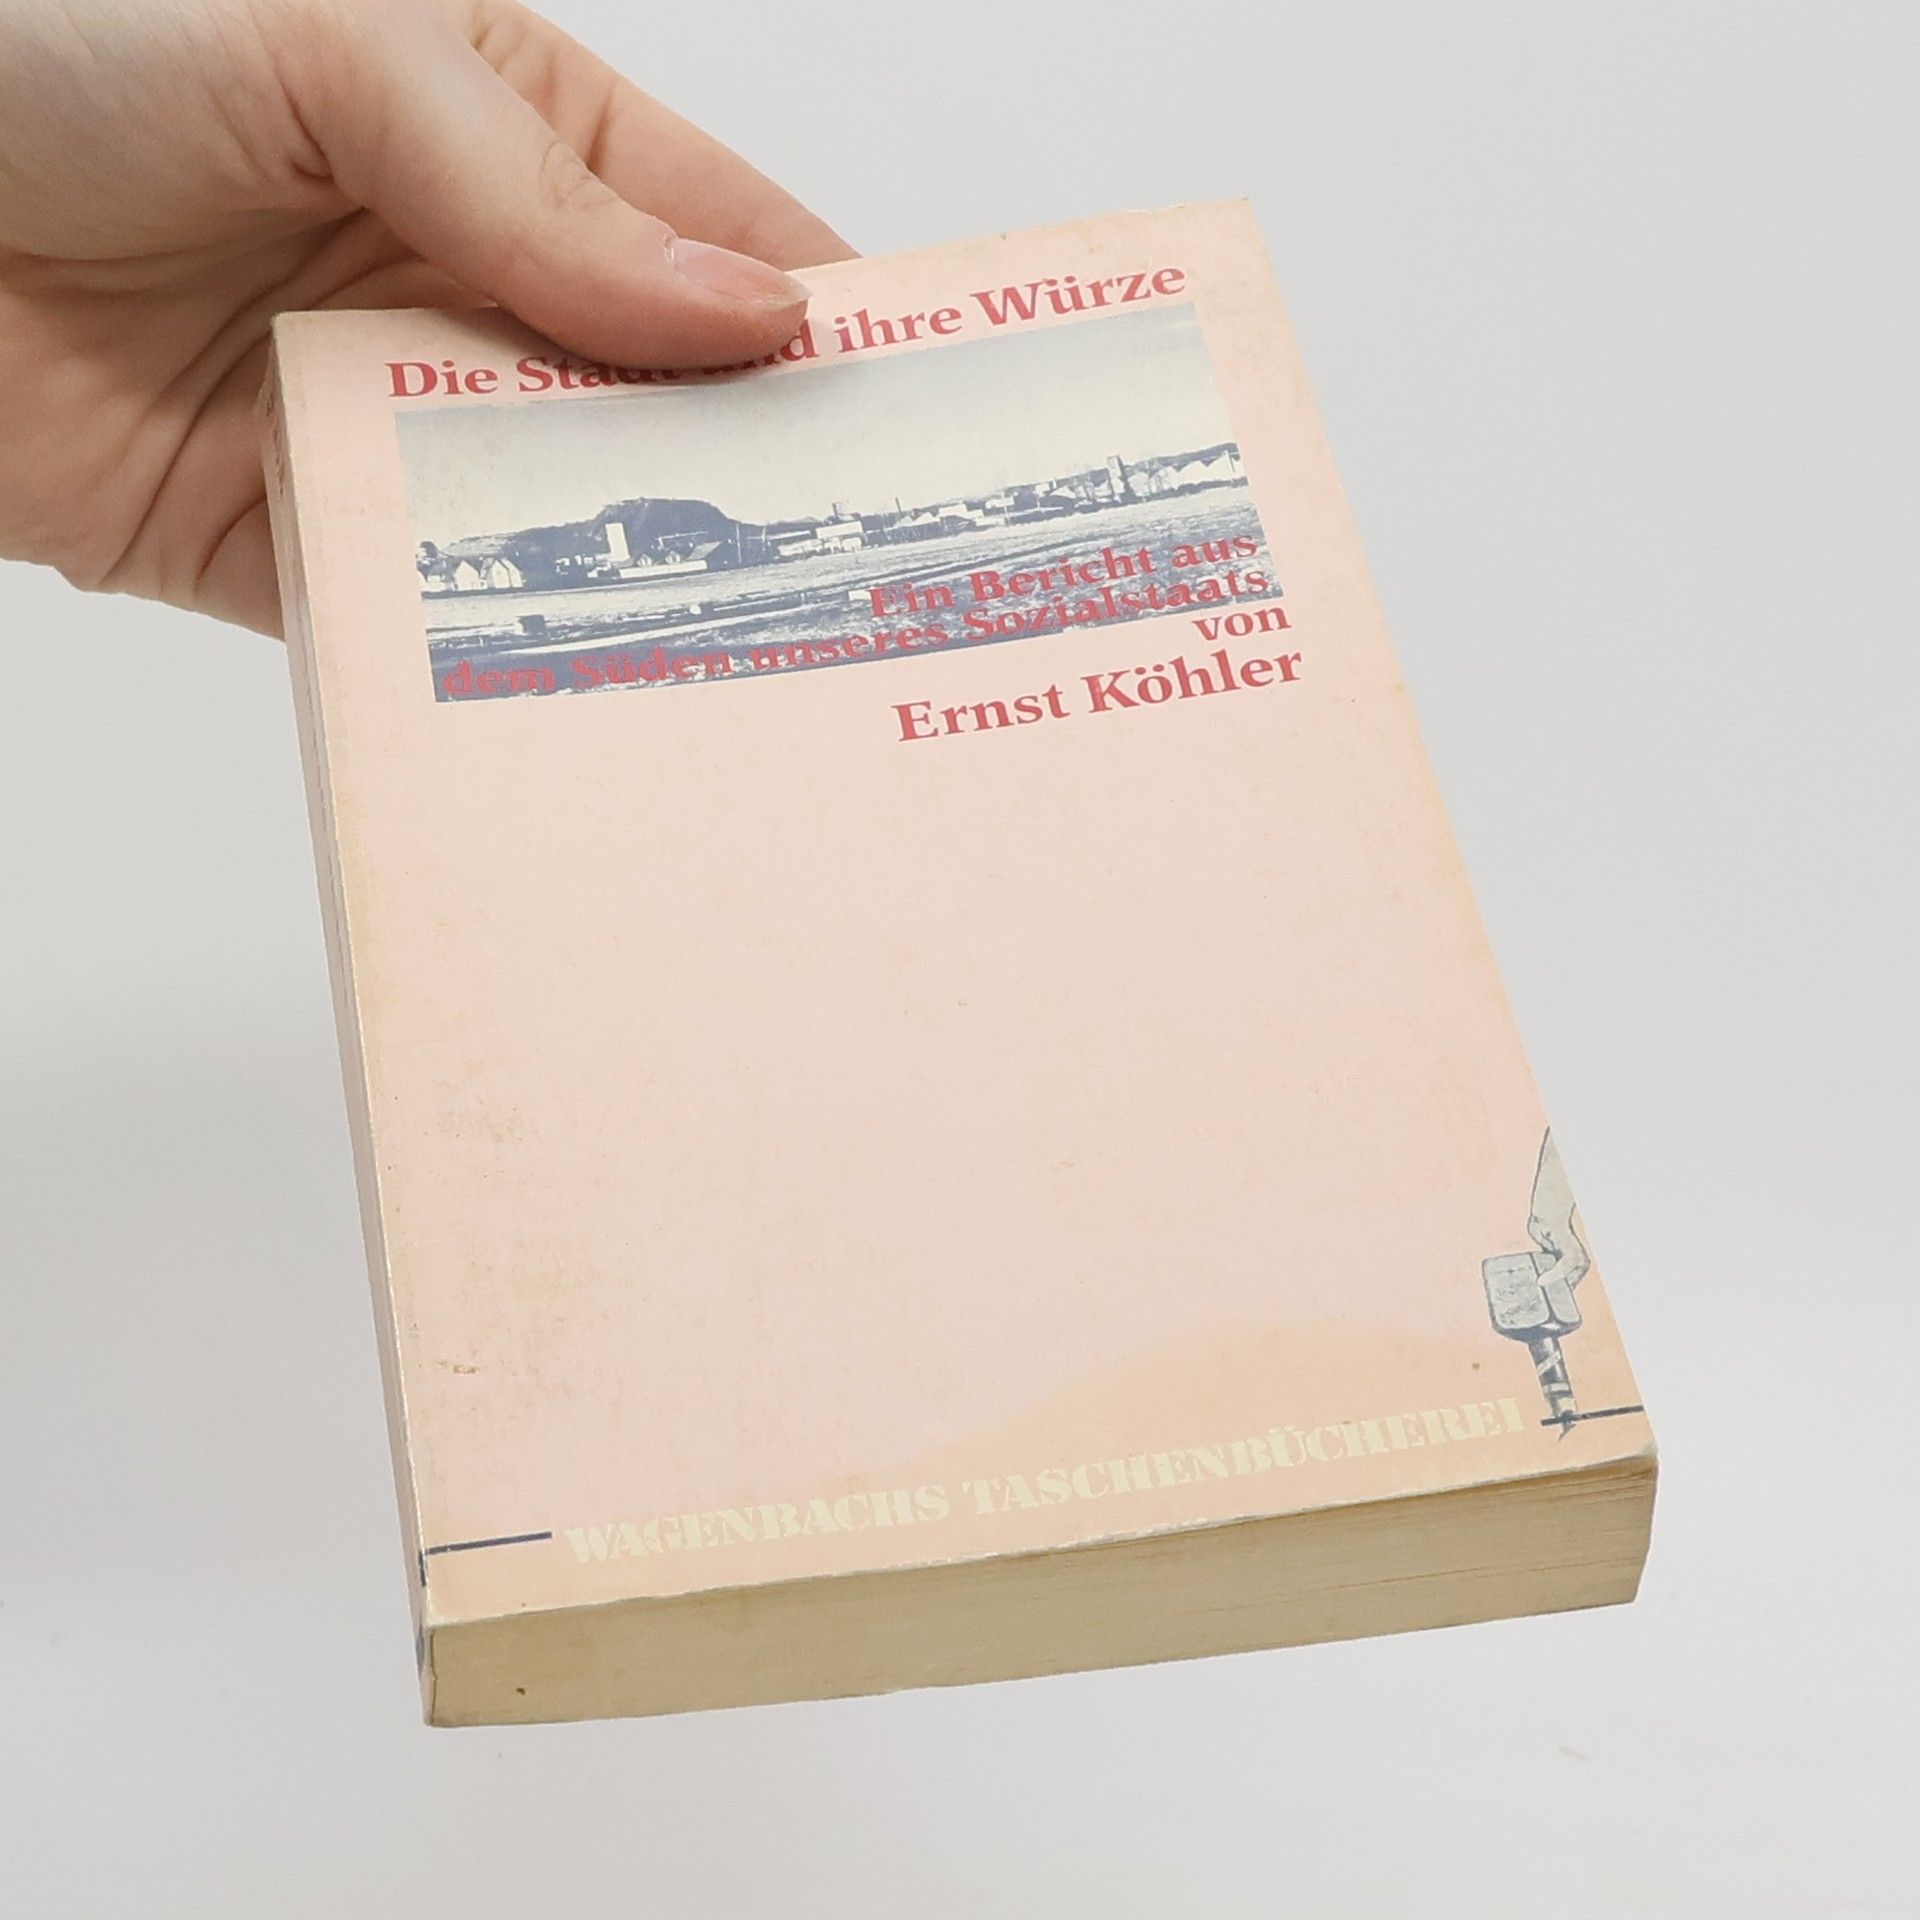 Die Stadt und ihre Würze
Ein Bericht aus
dem Süden unseres Sozialstaats
von
Ernst Köhler
WAGENBACHS TASCHENBÜCHEREI